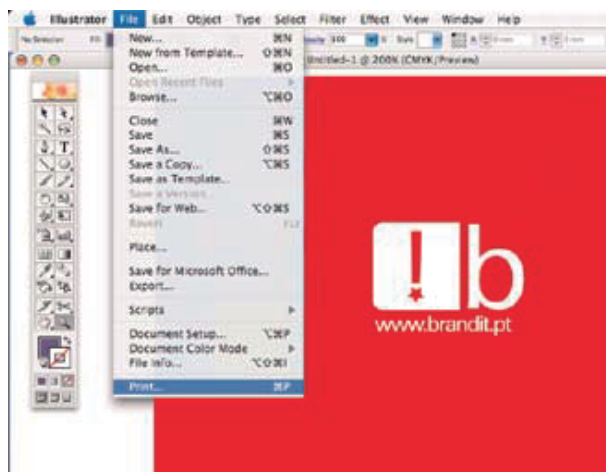 Illustrator File Edit Object Type Select Filter Effect View Window Help
No Selection
Untitled-1 @ 200% (CMYK/Preview)
New... ⌘N
New from Template... ⇧⌘N
Open... ⌘O
Open Recent Files
Browse... ⌥⌘O
Close ⌘W
Save ⌘S
Save As... ⇧⌘S
Save a Copy... ⌥⌘S
Save as Template...
Save a Version...
Save for Web... ⌥⇧⌘S
Revert F12
Place...
Save for Microsoft Office...
Export...
Scripts
Document Setup... ⌥⌘P
Document Color Mode
File Info... ⌥⇧⌘I
Print... ⌘P
!b
www.brandit.pt